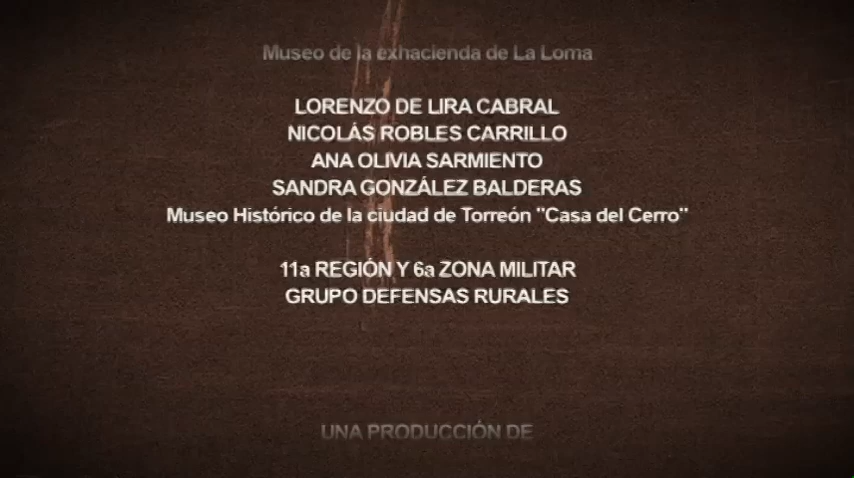 Museo de la exhacienda de La Loma
LORENZO DE LIRA CABRAL
NICOLÁS ROBLES CARRILLO
ANA OLIVIA SARMIENTO
SANDRA GONZÁLEZ BALDERAS
Museo Histórico de la ciudad de Torreón "Casa del Cerro"
11a REGIÓN Y 6a ZONA MILITAR
GRUPO DEFENSAS RURALES
UNA PRODUCCIÓN DE